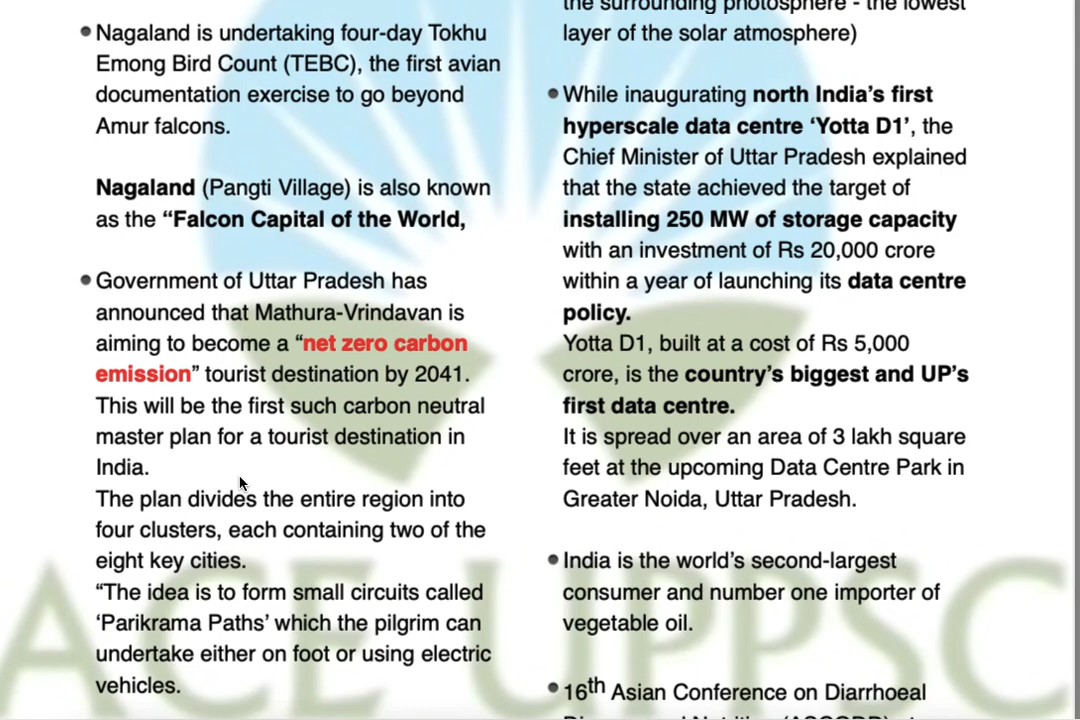 Nagaland is undertaking four-day Tokhu
Emong Bird Count (TEBC), the first avian
documentation exercise to go beyond
Amur falcons.
Nagaland (Pangti Village) is also known
as the “Falcon Capital of the World,
Government of Uttar Pradesh has
announced that Mathura-Vrindavan is
aiming to become a “net zero carbon
emission” tourist destination by 2041.
This will be the first such carbon neutral
master plan for a tourist destination in
India.
The plan divides the entire region into
four clusters, each containing two of the
eight key cities.
“The idea is to form small circuits called
‘Parikrama Paths’ which the pilgrim can
undertake either on foot or using electric
vehicles.
the surrounding photosphere - the lowest
layer of the solar atmosphere)
While inaugurating north India’s first
hyperscale data centre ‘Yotta D1’, the
Chief Minister of Uttar Pradesh explained
that the state achieved the target of
installing 250 MW of storage capacity
with an investment of Rs 20,000 crore
within a year of launching its data centre
policy.
Yotta D1, built at a cost of Rs 5,000
crore, is the country’s biggest and UP’s
first data centre.
It is spread over an area of 3 lakh square
feet at the upcoming Data Centre Park in
Greater Noida, Uttar Pradesh.
India is the world’s second-largest
consumer and number one importer of
vegetable oil.
16th Asian Conference on Diarrhoeal
ACE UPPSC